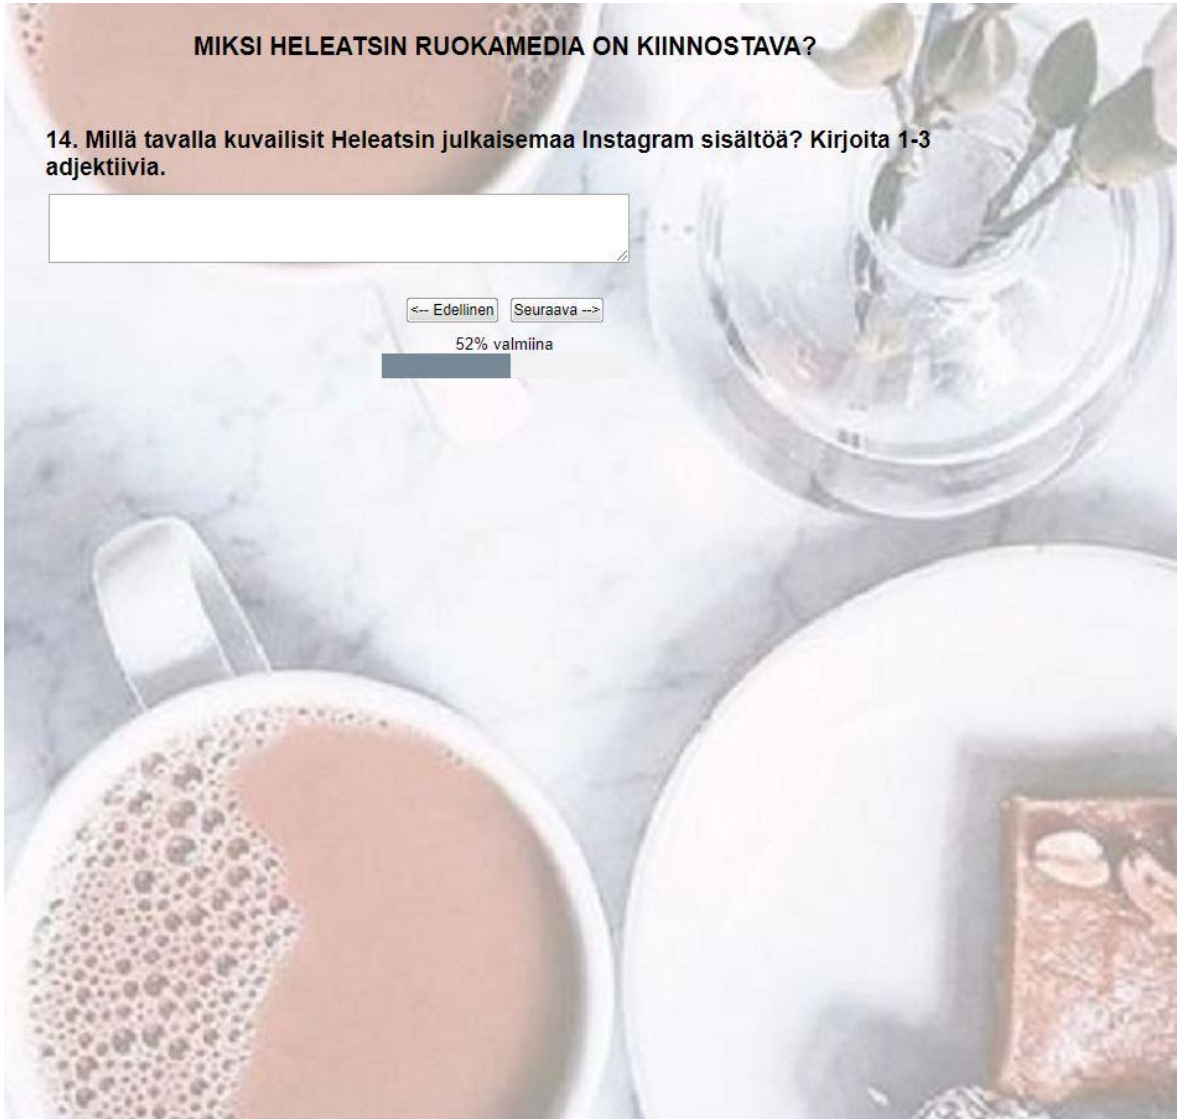 MIKSI HELEATSIN RUOKAMEDIA ON KIINNOSTAVA?
14. Millä tavalla kuvailisit Heleatsin julkaisemaa Instagram sisältöä? Kirjoita 1-3
adjektiivia.
<-- Edellinen Seuraava -->
52% valmiina